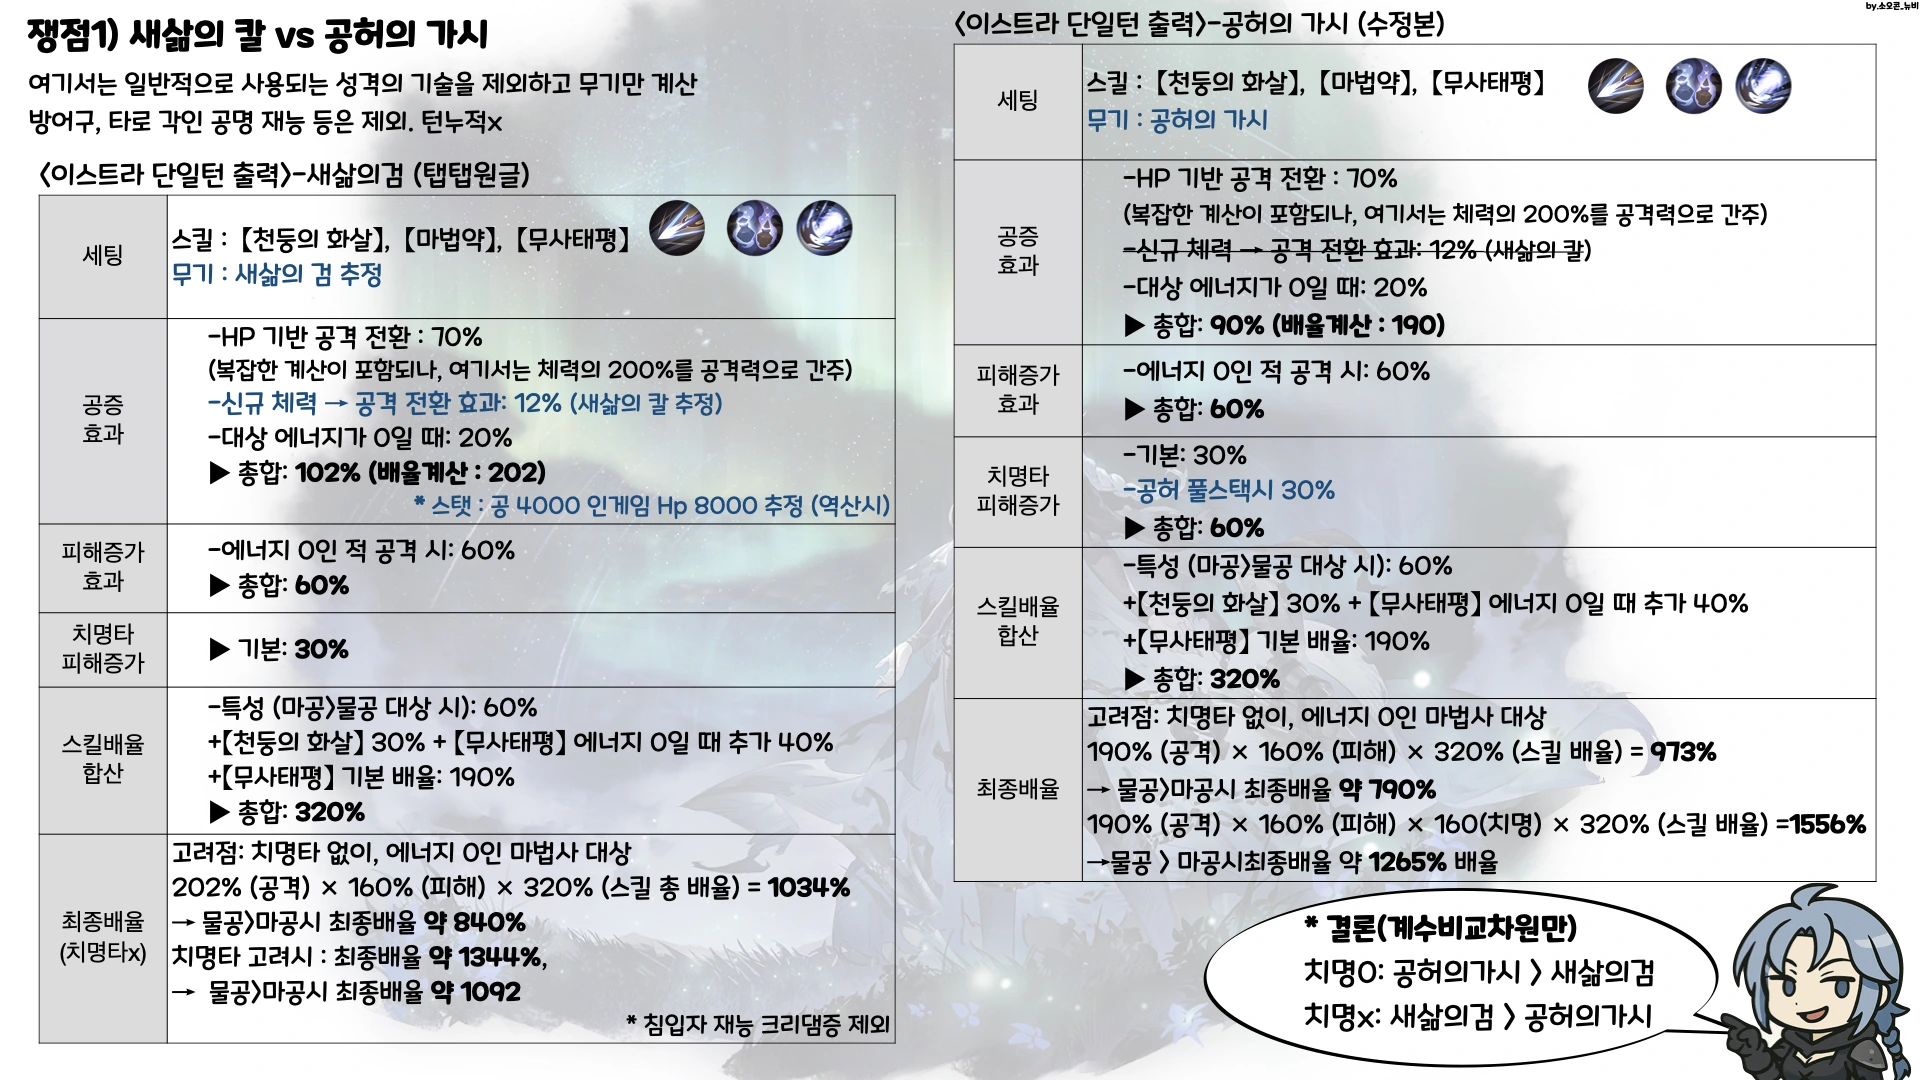 쟁점1) 새삶의 칼 vs 공허의 가시
여기서는 일반적으로 사용되는 성격의 기술을 제외하고 무기만 계산
방어구, 타로 각인 공명 재능 등은 제외. 턴누적x
<이스트라 단일턴 출력>-새삶의검 (탭탭원글)
세팅
스킬 : 【천둥의 화살】, 【마법약】, 【무사태평】
무기 : 새삶의 검 추정
공증
효과
-HP 기반 공격 전환 : 70%
(복잡한 계산이 포함되나, 여기서는 체력의 200%를 공격력으로 간주)
-신규 체력 → 공격 전환 효과: 12% (새삶의 칼 추정)
-대상 에너지가 0일 때: 20%
▶ 총합: 102% (배율계산 : 202)
* 스탯 : 공 4000 인게임 Hp 8000 추정 (역산시)
피해증가
효과
-에너지 0인 적 공격 시: 60%
▶ 총합: 60%
치명타
피해증가
▶ 기본: 30%
스킬배율
합산
-특성 (마공>물공 대상 시): 60%
+【천둥의 화살】 30% + 【무사태평】 에너지 0일 때 추가 40%
+【무사태평】 기본 배율: 190%
▶ 총합: 320%
최종배율
(치명타x)
고려점: 치명타 없이, 에너지 0인 마법사 대상
202% (공격) × 160% (피해) × 320% (스킬 총 배율) = 1034%
→ 물공>마공시 최종배율 약 840%
치명타 고려시 : 최종배율 약 1344%,
→ 물공>마공시 최종배율 약 1092
* 침입자 재능 크리댐증 제외
by.소오콘_뉴비
<이스트라 단일턴 출력>-공허의 가시 (수정본)
세팅
스킬 : 【천둥의 화살】, 【마법약】, 【무사태평】
무기 : 공허의 가시
공증
효과
-HP 기반 공격 전환 : 70%
(복잡한 계산이 포함되나, 여기서는 체력의 200%를 공격력으로 간주)
-신규 체력 → 공격 전환 효과: 12% (새삶의 칼)
-대상 에너지가 0일 때: 20%
▶ 총합: 90% (배율계산 : 190)
피해증가
효과
-에너지 0인 적 공격 시: 60%
▶ 총합: 60%
치명타
피해증가
-기본: 30%
-공허 풀스택시 30%
▶ 총합: 60%
스킬배율
합산
-특성 (마공>물공 대상 시): 60%
+【천둥의 화살】 30% + 【무사태평】 에너지 0일 때 추가 40%
+【무사태평】 기본 배율: 190%
▶ 총합: 320%
최종배율
고려점: 치명타 없이, 에너지 0인 마법사 대상
190% (공격) × 160% (피해) × 320% (스킬 배율) = 973%
→ 물공>마공시 최종배율 약 790%
190% (공격) × 160% (피해) × 160(치명) × 320% (스킬 배율) =1556%
→물공 > 마공시최종배율 약 1265% 배율
* 결론(계수비교차원만)
치명O: 공허의가시 > 새삶의검
치명x: 새삶의검 > 공허의가시